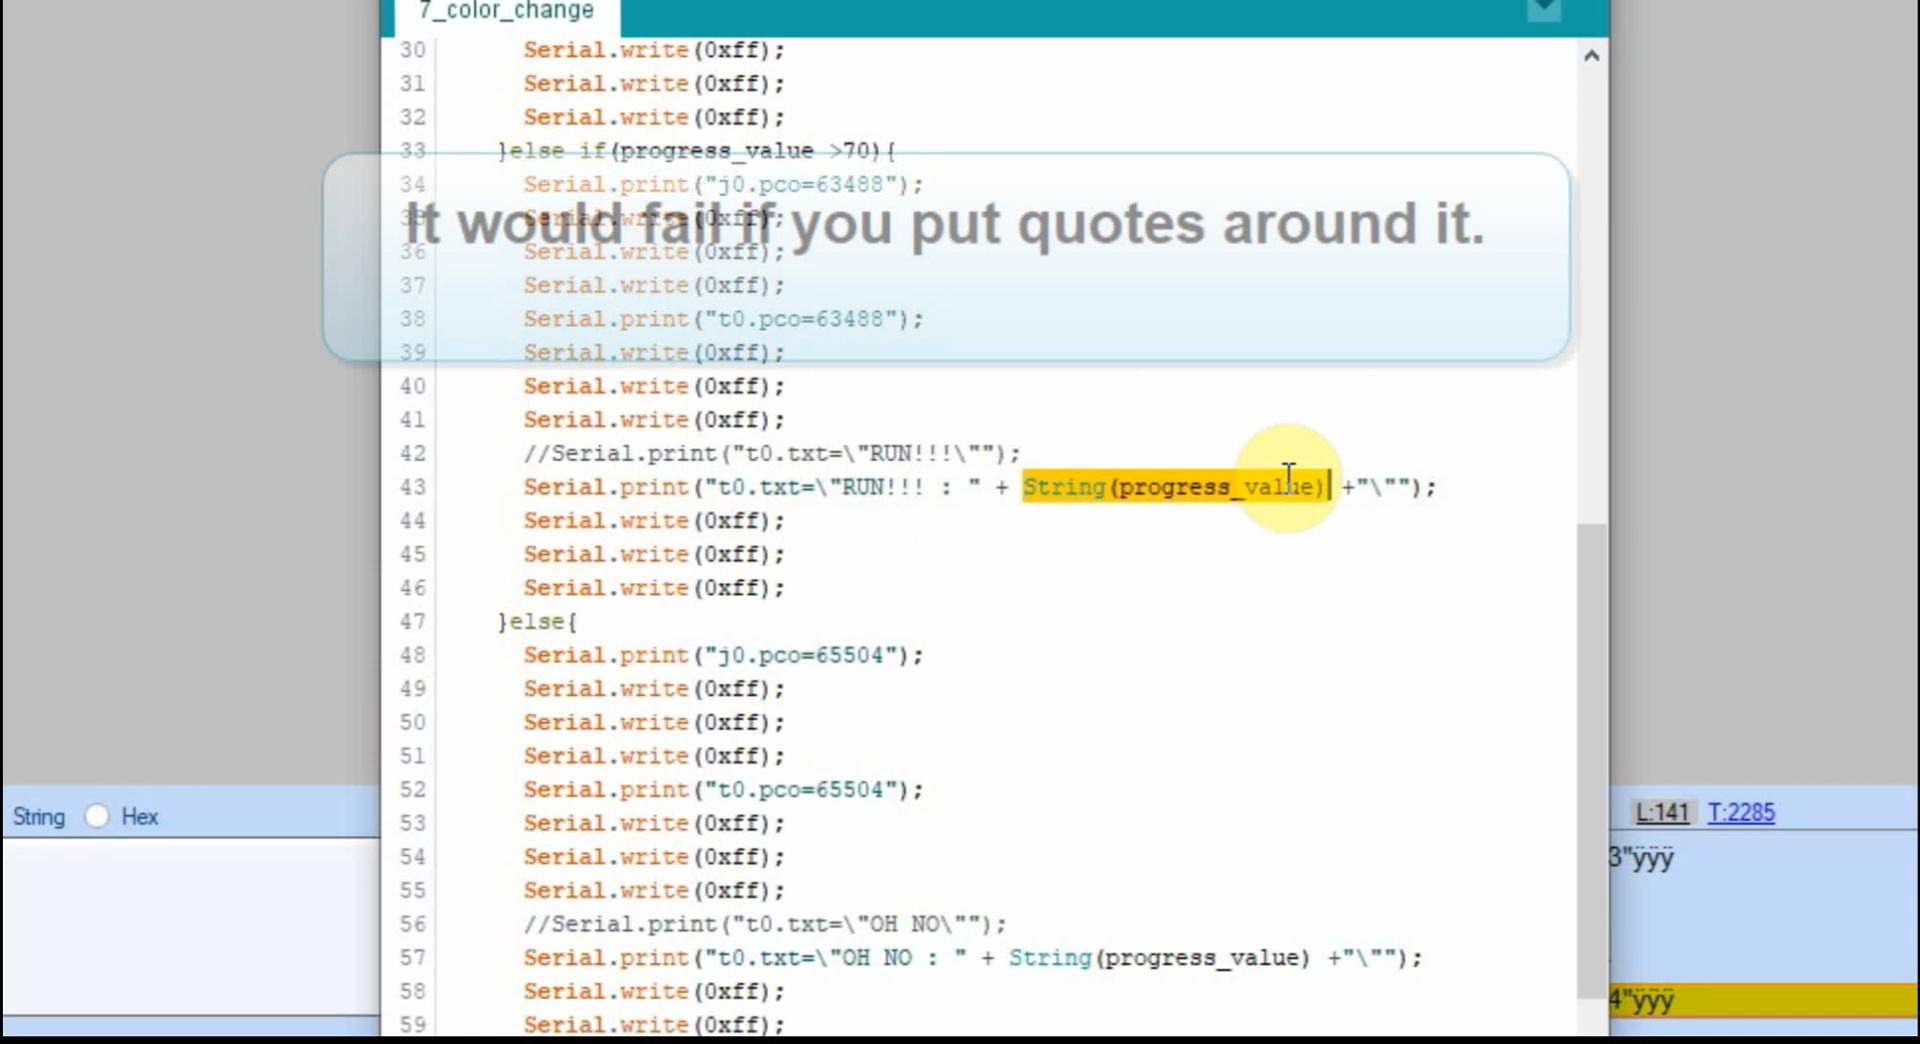 7_color_change
30 Serial.write(0xff);
31 Serial.write(0xff);
32 Serial.write(0xff);
33 }else if(progress_value >70){
34 Serial.print("j0.pco=63488");
It would fail if you put quotes around it.
35 Serial.write(0xff);
36 Serial.write(0xff);
37 Serial.write(0xff);
38 Serial.print("t0.pco=63488");
39 Serial.write(0xff);
40 Serial.write(0xff);
41 Serial.write(0xff);
42 //Serial.print("t0.txt=\"RUN!!!\"");
43 Serial.print("t0.txt=\"RUN!!! : " + String(progress_value) +"\"");
44 Serial.write(0xff);
45 Serial.write(0xff);
46 Serial.write(0xff);
47 }else{
48 Serial.print("j0.pco=65504");
49 Serial.write(0xff);
50 Serial.write(0xff);
51 Serial.write(0xff);
52 Serial.print("t0.pco=65504");
53 Serial.write(0xff);
54 Serial.write(0xff);
55 Serial.write(0xff);
56 //Serial.print("t0.txt=\"OH NO\"");
57 Serial.print("t0.txt=\"OH NO : " + String(progress_value) +"\"");
58 Serial.write(0xff);
59 Serial.write(0xff);
String Hex
L:141 T:2285
3"ÿÿÿ
4"ÿÿÿ